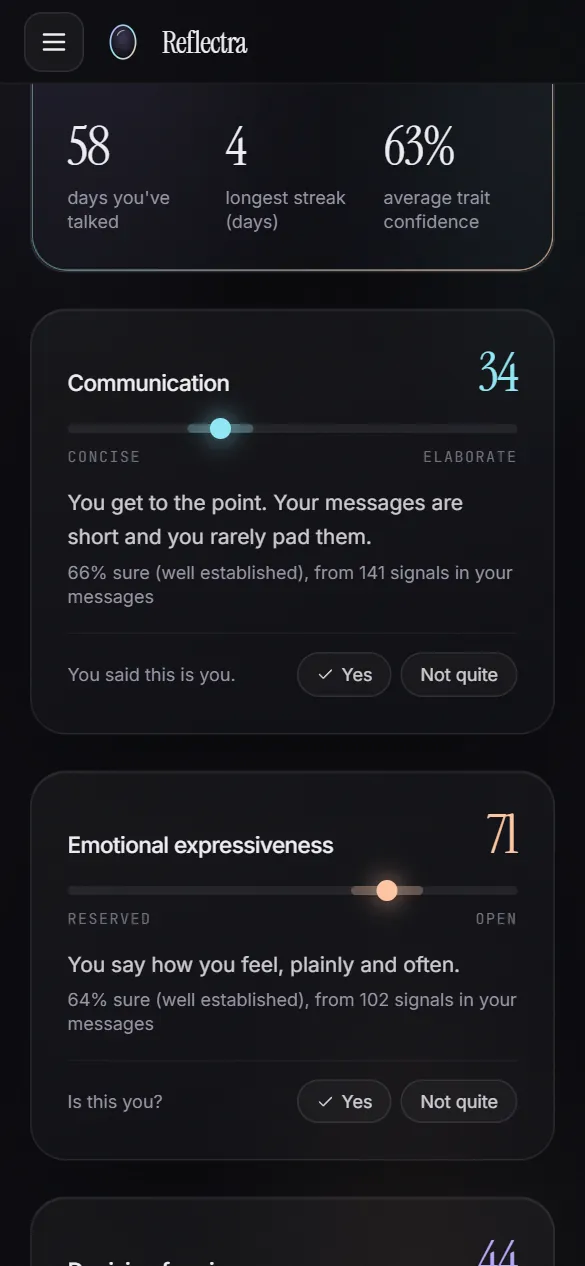 Reflectra
58
4
63%
days you've
talked
longest streak
(days)
average trait
confidence
Communication
34
CONCISE
ELABORATE
You get to the point. Your messages are
short and you rarely pad them.
66% sure (well established), from 141 signals in your
messages
You said this is you.
Yes
Not quite
Emotional expressiveness
71
RESERVED
OPEN
You say how you feel, plainly and often.
64% sure (well established), from 102 signals in your
messages
Is this you?
Yes
Not quite
44